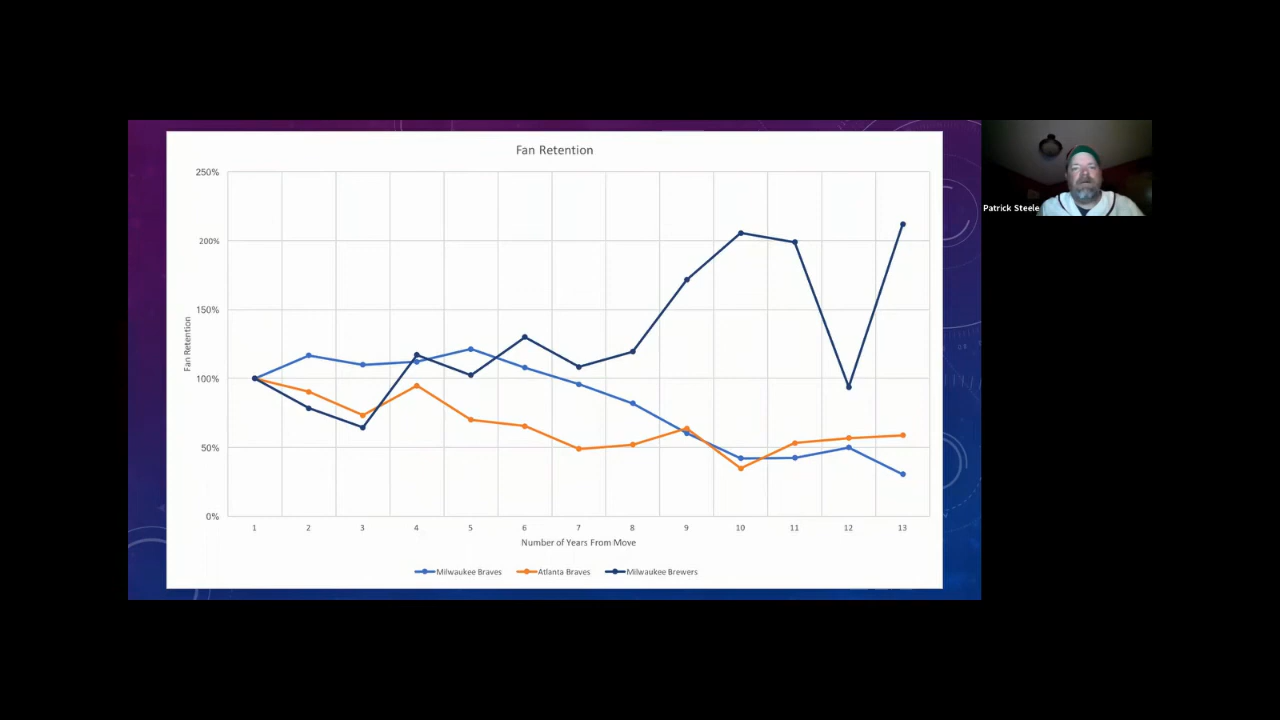 Fan Retention
250%
200%
150%
100%
50%
0%
Fan Retention
1 2 3 4 5 6 7 8 9 10 11 12 13
Number of Years From Move
Milwaukee Braves Atlanta Braves Milwaukee Brewers
Patrick Steele